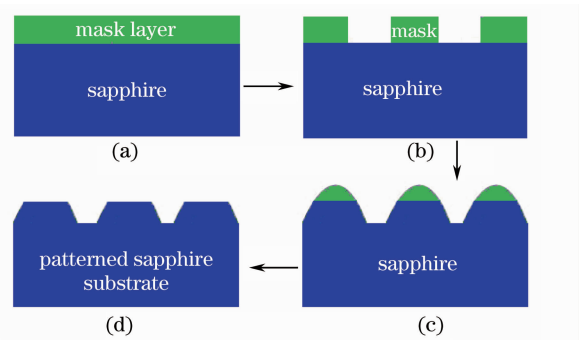 mask layer
sapphire
(a)
mask
sapphire
(b)
sapphire
(c)
patterned sapphire
substrate
(d)